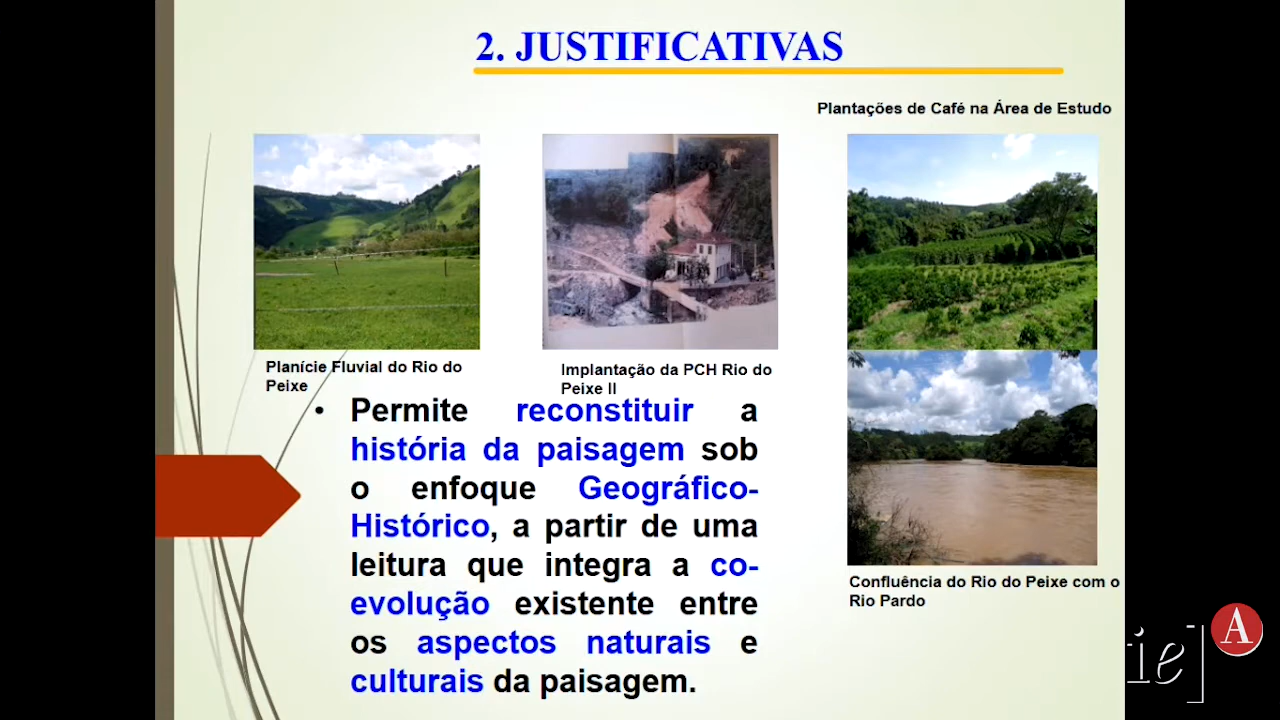 2. JUSTIFICATIVAS
Plantações de Café na Área de Estudo
Planície Fluvial do Rio do
Peixe
Implantação da PCH Rio do
Peixe II
• Permite reconstituir a
história da paisagem sob
o enfoque Geográfico-
Histórico, a partir de uma
leitura que integra a co-
evolução existente entre
os aspectos naturais e
culturais da paisagem.
Confluência do Rio do Peixe com o
Rio Pardo
A
ie]